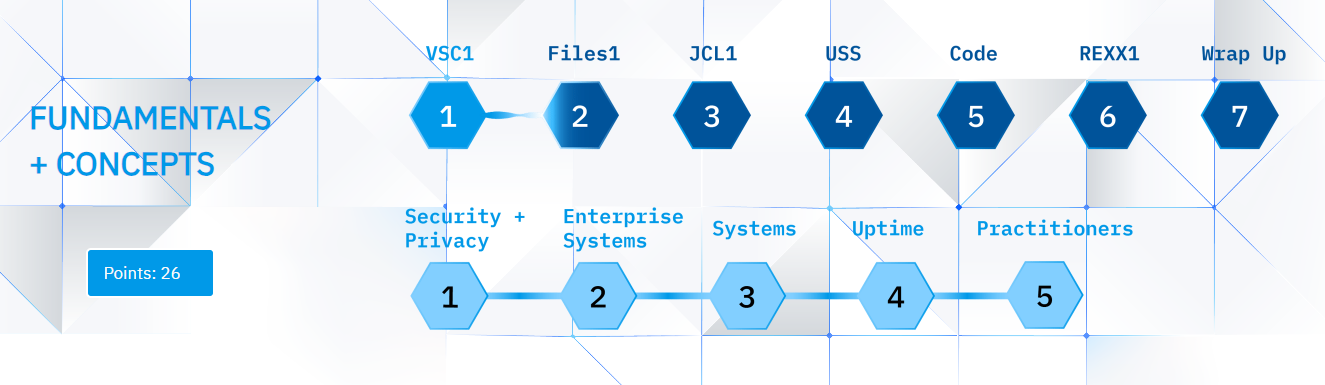 VSC1 Files1 JCL1 USS Code REXX1 Wrap Up
1 2 3 4 5 6 7
FUNDAMENTALS
+ CONCEPTS
Points: 26
Security +
Privacy
Enterprise
Systems
Systems
Uptime
Practitioners
1 2 3 4 5